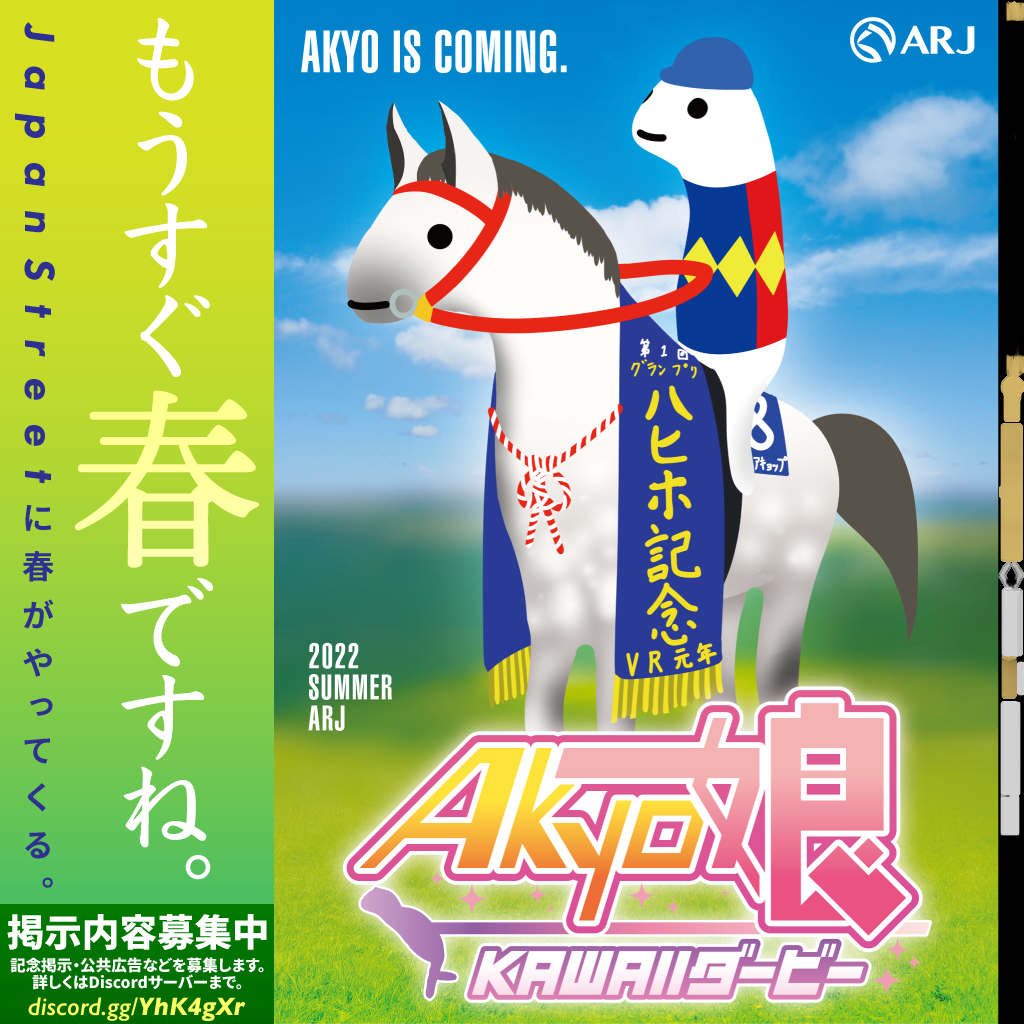 もうすぐ春ですね。
Japan Streetに春がやってくる。
掲示内容募集中
記念掲示・公共広告などを募集します。
詳しくはDiscordサーバーまで。
discord.gg/YhK4gXr
AKYO IS COMING.
ARJ
第1回
グランプリ
ハヒホ記念
VR元年
8
アキョップ
2022
SUMMER
ARJ
Akyo娘
KAWAIIダービー